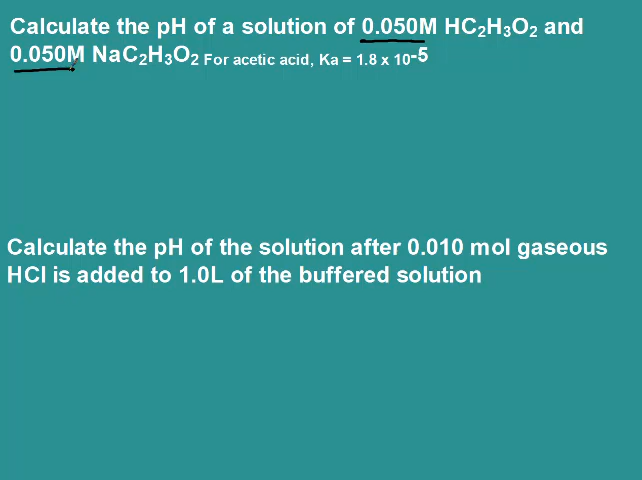 Calculate the pH of a solution of 0.050M HC2H3O2 and
0.050M NaC2H3O2 For acetic acid, Ka = 1.8 x 10-5
Calculate the pH of the solution after 0.010 mol gaseous
HCl is added to 1.0L of the buffered solution